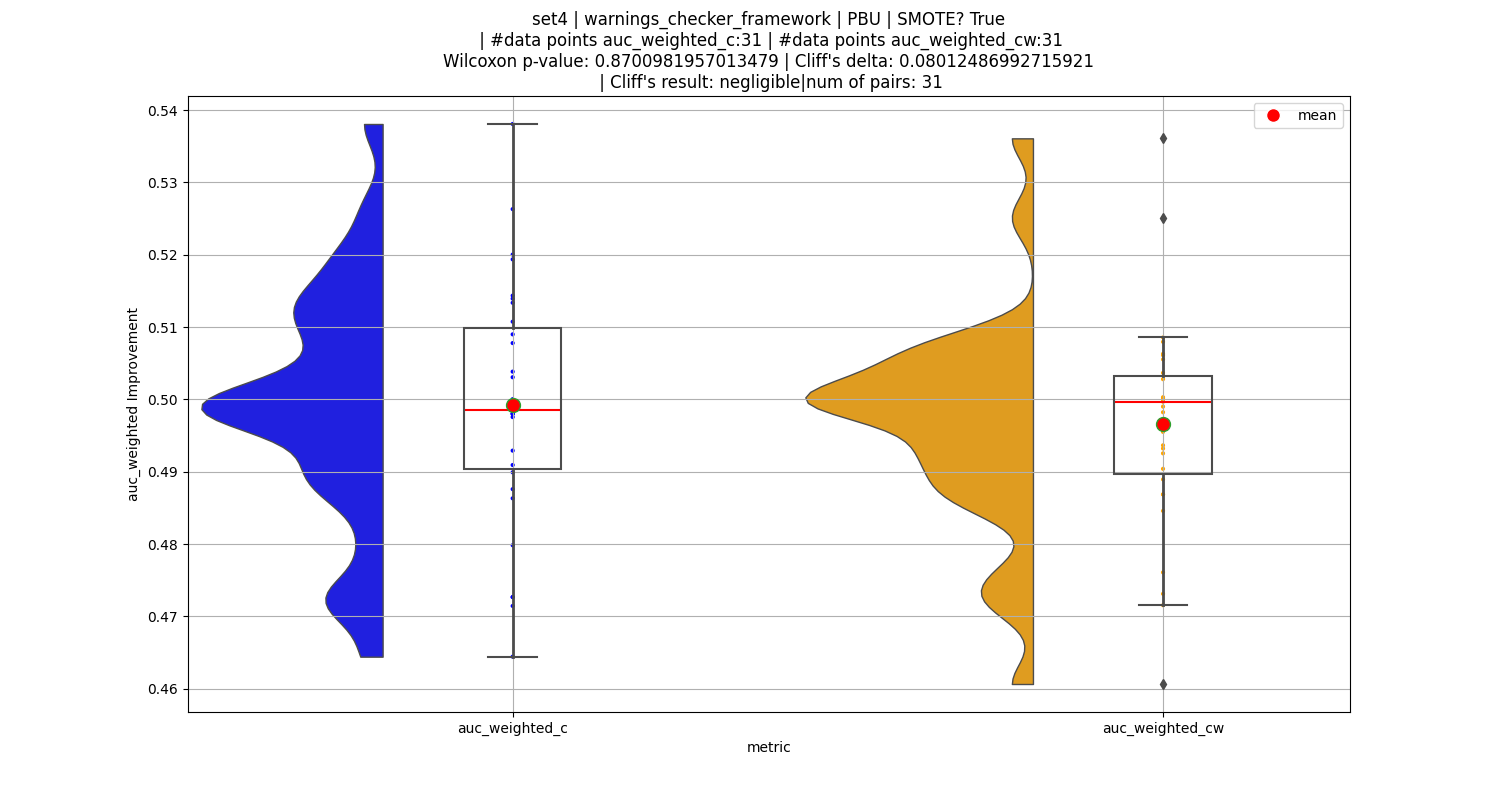 set4 | warnings_checker_framework | PBU | SMOTE? True
| #data points auc_weighted_c:31 | #data points auc_weighted_cw:31
Wilcoxon p-value: 0.8700981957013479 | Cliff's delta: 0.08012486992715921
| Cliff's result: negligible|num of pairs: 31
mean
0.54
0.53
0.52
0.51
0.50
0.49
0.48
0.47
0.46
auc_weighted Improvement
auc_weighted_c
auc_weighted_cw
metric